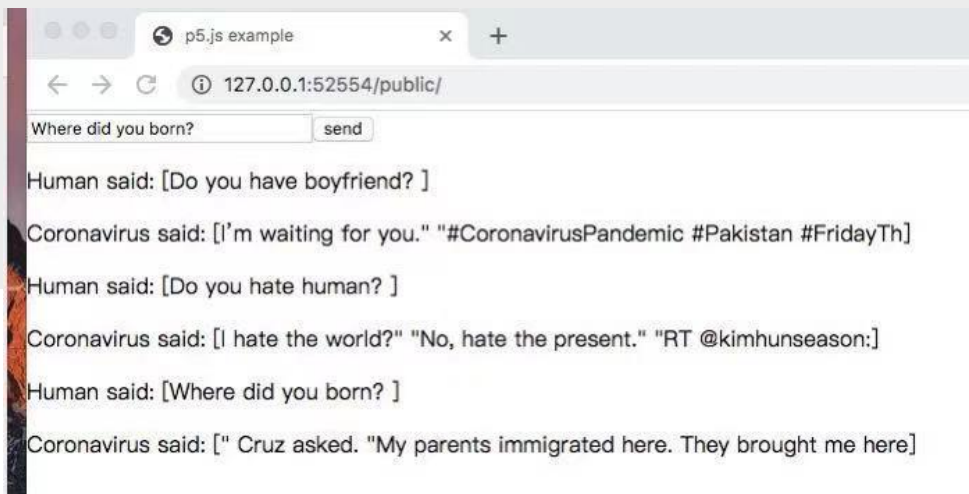 p5.js example
127.0.0.1:52554/public/
Where did you born? send
Human said: [Do you have boyfriend? ]
Coronavirus said: [I'm waiting for you." "#CoronavirusPandemic #Pakistan #FridayTh]
Human said: [Do you hate human? ]
Coronavirus said: [I hate the world?" "No, hate the present." "RT @kimhunseason:]
Human said: [Where did you born? ]
Coronavirus said: [" Cruz asked. "My parents immigrated here. They brought me here]